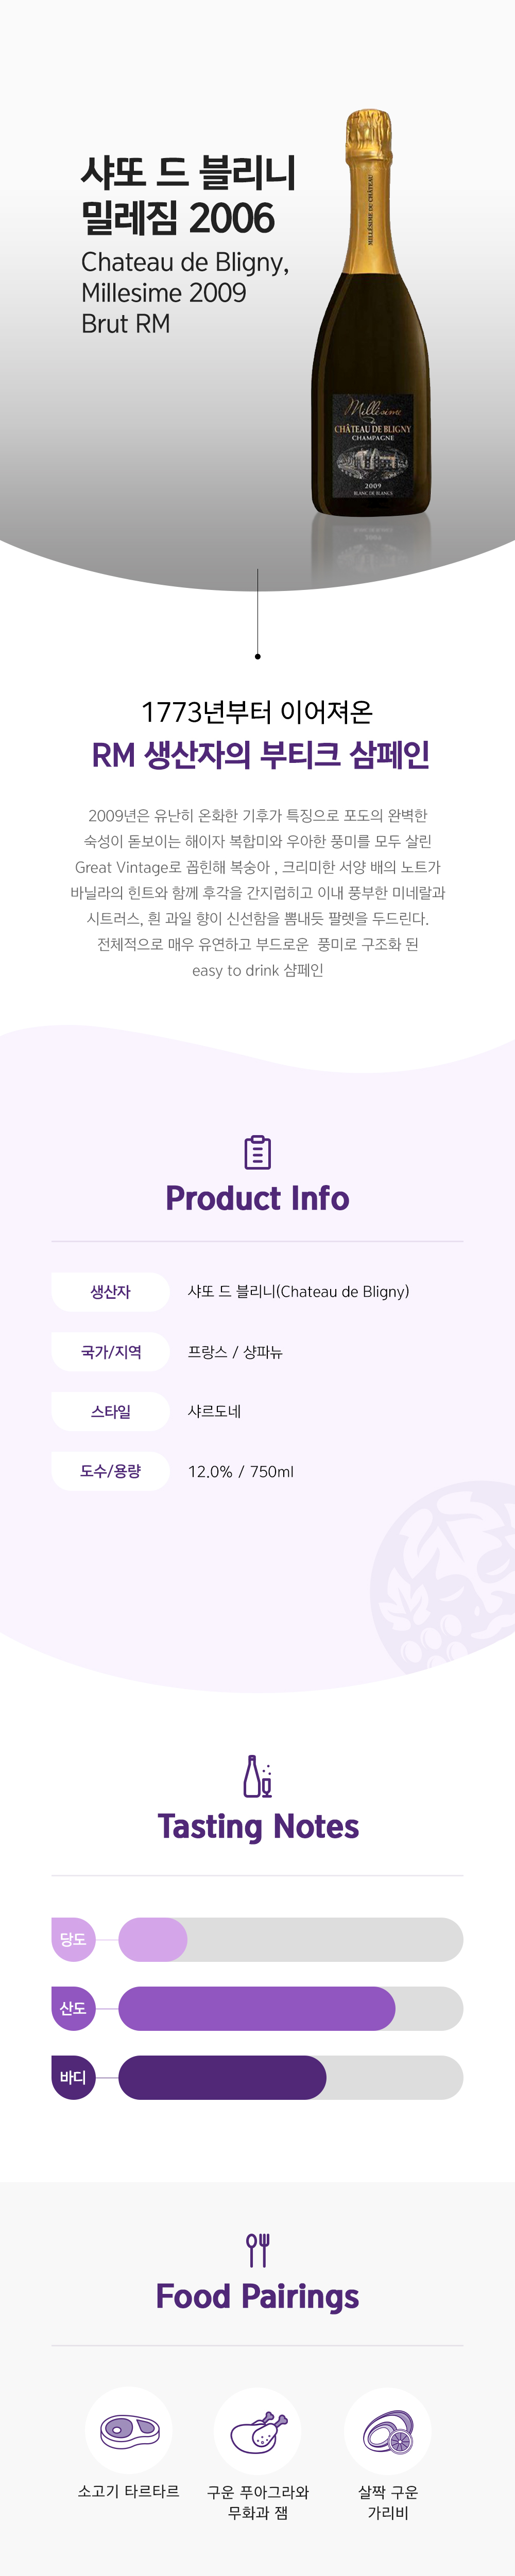 샤또 드 블리니
밀레짐 2006
Chateau de Bligny,
Millesime 2009
Brut RM
MILLÉSIME DU CHÂTEAU
Millésime
CHÂTEAU DE BLIGNY
CHAMPAGNE
2009
BLANC DE BLANCS
1773년부터 이어져온
RM 생산자의 부티크 삼페인
2009년은 유난히 온화한 기후가 특징으로 포도의 완벽한
숙성이 돋보이는 해이자 복합미와 우아한 풍미를 모두 살린
Great Vintage로 꼽힌해 복숭아 , 크리미한 서양 배의 노트가
바닐라의 힌트와 함께 후각을 간지럽히고 이내 풍부한 미네랄과
시트러스, 흰 과일 향이 신선함을 뽐내듯 팔렛을 두드린다.
전체적으로 매우 유연하고 부드로운  풍미로 구조화 된
easy to drink 샴페인
Product Info
생산자 샤또 드 블리니(Chateau de Bligny)
국가/지역 프랑스 / 샹파뉴
스타일 샤르도네
도수/용량 12.0% / 750ml
Tasting Notes
당도
산도
바디
Food Pairings
소고기 타르타르
구운 푸아그라와
무화과 잼
살짝 구운
가리비